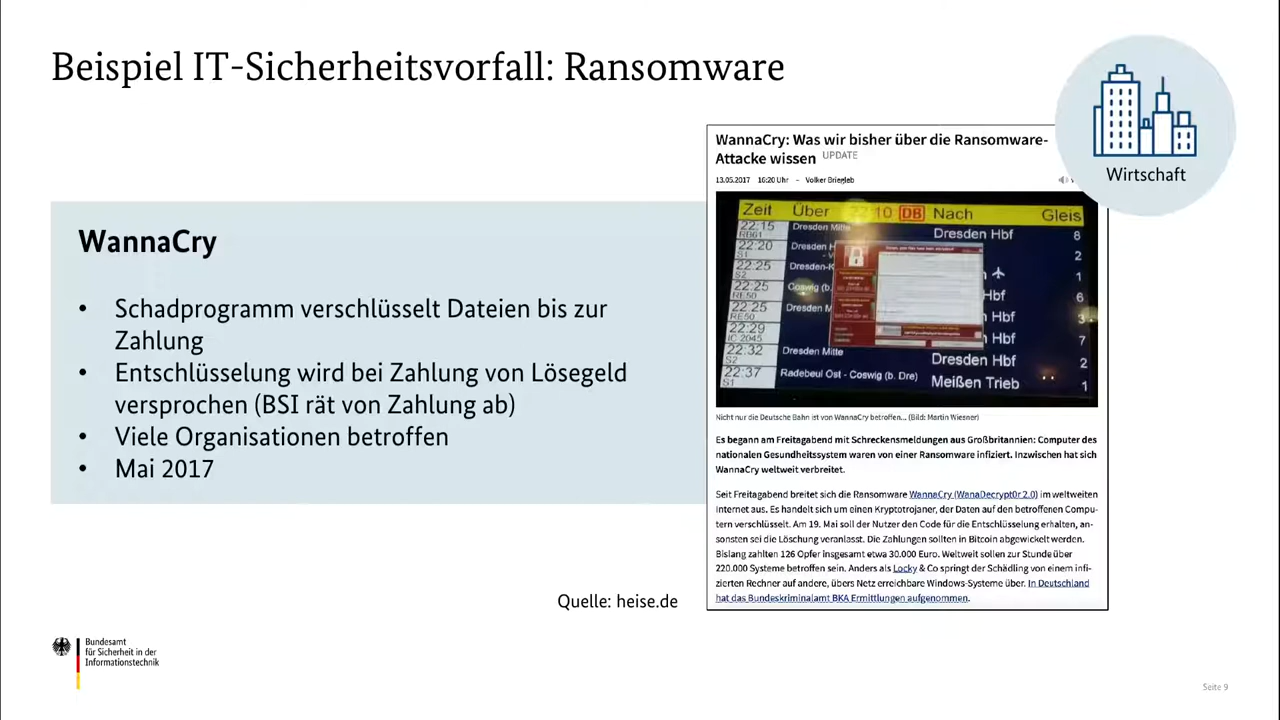 Beispiel IT-Sicherheitsvorfall: Ransomware
Wirtschaft
WannaCry
• Schadprogramm verschlüsselt Dateien bis zur
Zahlung
• Entschlüsselung wird bei Zahlung von Lösegeld
versprochen (BSI rät von Zahlung ab)
• Viele Organisationen betroffen
• Mai 2017
WannaCry: Was wir bisher über die Ransomware-
Attacke wissen UPDATE
13.05.2017 16:20 Uhr – Volker Briegleb
Zeit Über 22:10 DB Nach Gleis
22:15 Dresden Mitte Dresden Hbf 8
RB61
22:20 Dresden 2
S1
22:25 Dresden-K 1
S2
22:25 Coswig (b. Hbf 6
RE50
22:25 Dresden M Hbf 3
RE50
22:29 Hbf 7
IC 2045
22:32 Dresden Mitte Dresden Hbf 2
S2
22:37 Radebeul Ost - Coswig (b. Dre) Meißen Trieb 1
S1
Nicht nur die Deutsche Bahn ist von WannaCry betroffen... (Bild: Martin Wiesner)
Es begann am Freitagabend mit Schreckensmeldungen aus Großbritannien: Computer des
nationalen Gesundheitssystem waren von einer Ransomware infiziert. Inzwischen hat sich
WannaCry weltweit verbreitet.
Seit Freitagabend breitet sich die Ransomware WannaCry (WanaDecrypt0r 2.0) im weltweiten
Internet aus. Es handelt sich um einen Kryptotrojaner, der Daten auf den betroffenen Compu-
tern verschlüsselt. Am 19. Mai soll der Nutzer den Code für die Entschlüsselung erhalten, an-
sonsten sei die Löschung veranlasst. Die Zahlungen sollten in Bitcoin abgewickelt werden.
Bislang zahlten 126 Opfer insgesamt etwa 30.000 Euro. Weltweit sollen zur Stunde über
220.000 Systeme betroffen sein. Anders als Locky & Co springt der Schädling von einem infi-
zierten Rechner auf andere, übers Netz erreichbare Windows-Systeme über. In Deutschland
hat das Bundeskriminalamt BKA Ermittlungen aufgenommen.
Quelle: heise.de
Bundesamt
für Sicherheit in der
Informationstechnik
Seite 9